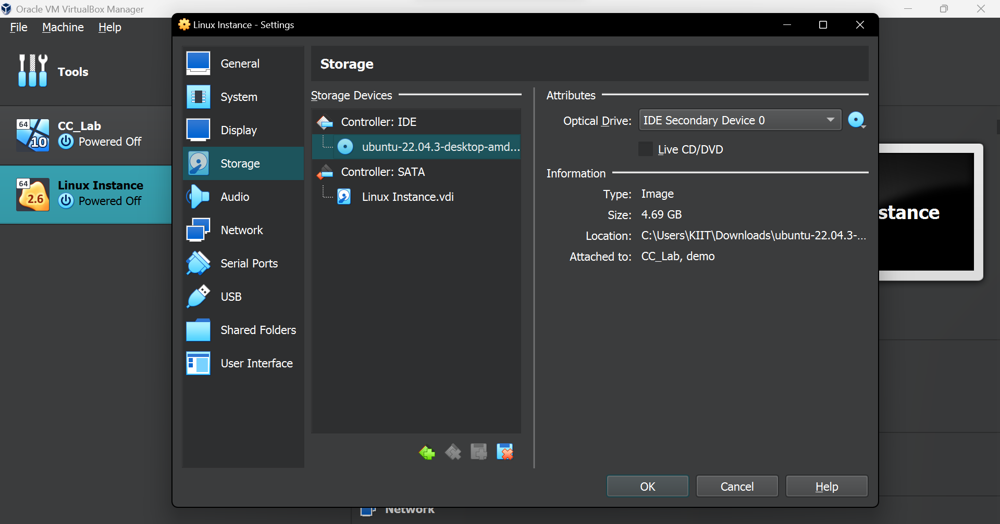 Oracle VM VirtualBox Manager
File Machine Help
Tools
64
10
CC_Lab
Powered Off
64
2.6
Linux Instance
Powered Off
Linux Instance - Settings
General
System
Display
Storage
Audio
Network
Serial Ports
USB
Shared Folders
User Interface
Storage
Storage Devices
Controller: IDE
ubuntu-22.04.3-desktop-amd...
Controller: SATA
Linux Instance.vdi
Attributes
Optical Drive: IDE Secondary Device 0
Live CD/DVD
Information
Type: Image
Size: 4.69 GB
Location: C:\Users\KIIT\Downloads\ubuntu-22.04.3-...
Attached to: CC_Lab, demo
OK Cancel Help
stance
Network